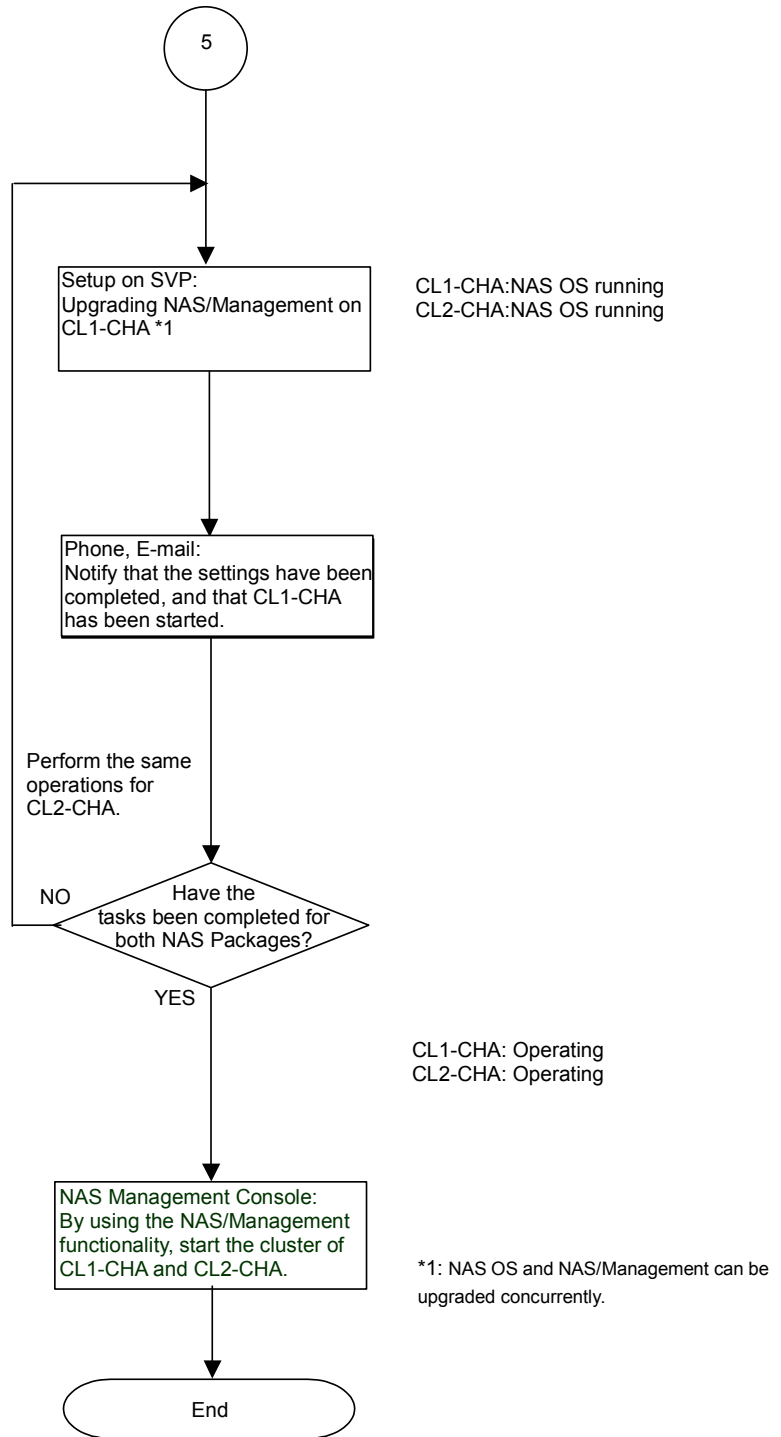 5
Setup on SVP:
Upgrading NAS/Management on
CL1-CHA *1
CL1-CHA:NAS OS running
CL2-CHA:NAS OS running
Phone, E-mail:
Notify that the settings have been
completed, and that CL1-CHA
has been started.
Perform the same
operations for
CL2-CHA.
NO
Have the
tasks been completed for
both NAS Packages?
YES
CL1-CHA: Operating
CL2-CHA: Operating
NAS Management Console:
By using the NAS/Management
functionality, start the cluster of
CL1-CHA and CL2-CHA.
*1: NAS OS and NAS/Management can be
upgraded concurrently.
End